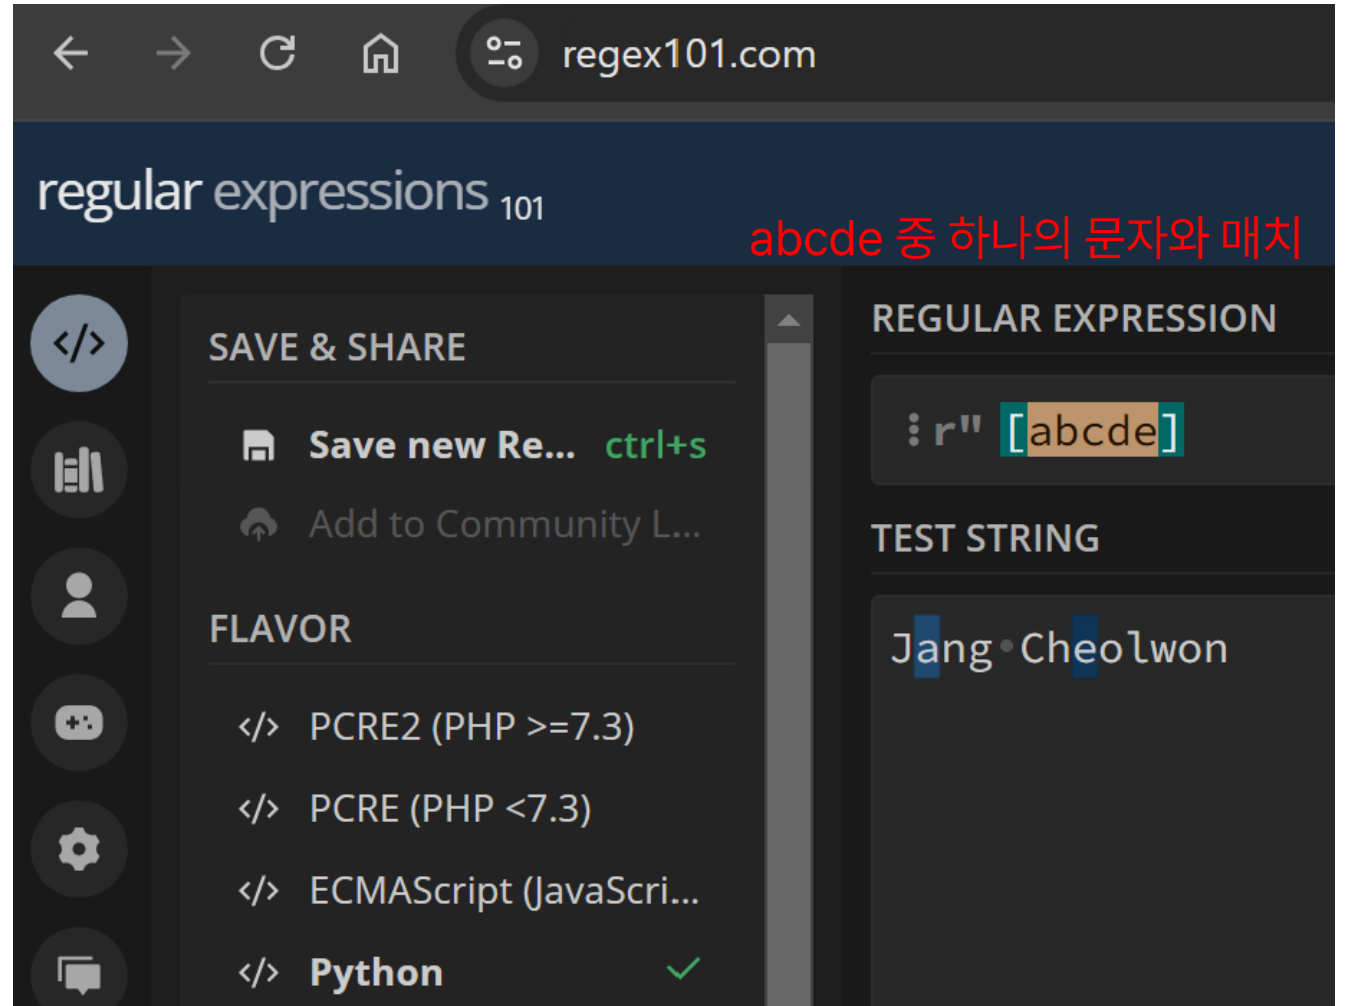 regex101.com
regular expressions 101
abcde 중 하나의 문자와 매치
SAVE & SHARE
Save new Re... ctrl+s
Add to Community L...
FLAVOR
</> PCRE2 (PHP >=7.3)
</> PCRE (PHP <7.3)
</> ECMAScript (JavaScri...
</> Python
REGULAR EXPRESSION
r" [abcde]
TEST STRING
Jang·Cheolwon